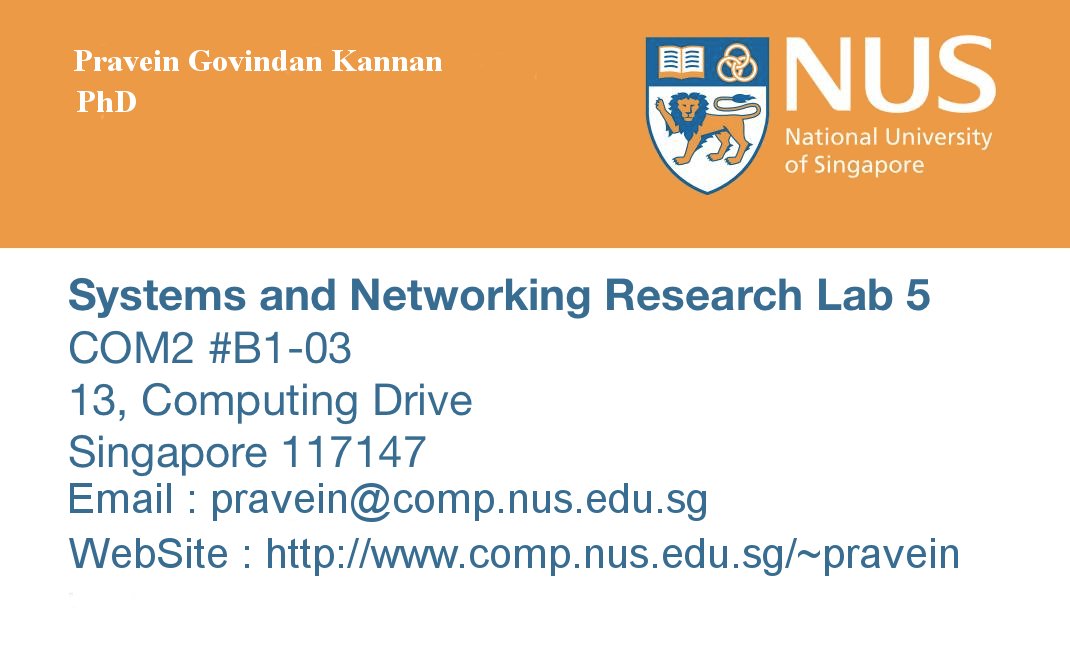 Pravein Govindan Kannan
PhD
NUS
National University
of Singapore
Systems and Networking Research Lab 5
COM2 #B1-03
13, Computing Drive
Singapore 117147
Email : pravein@comp.nus.edu.sg
WebSite : http://www.comp.nus.edu.sg/~pravein